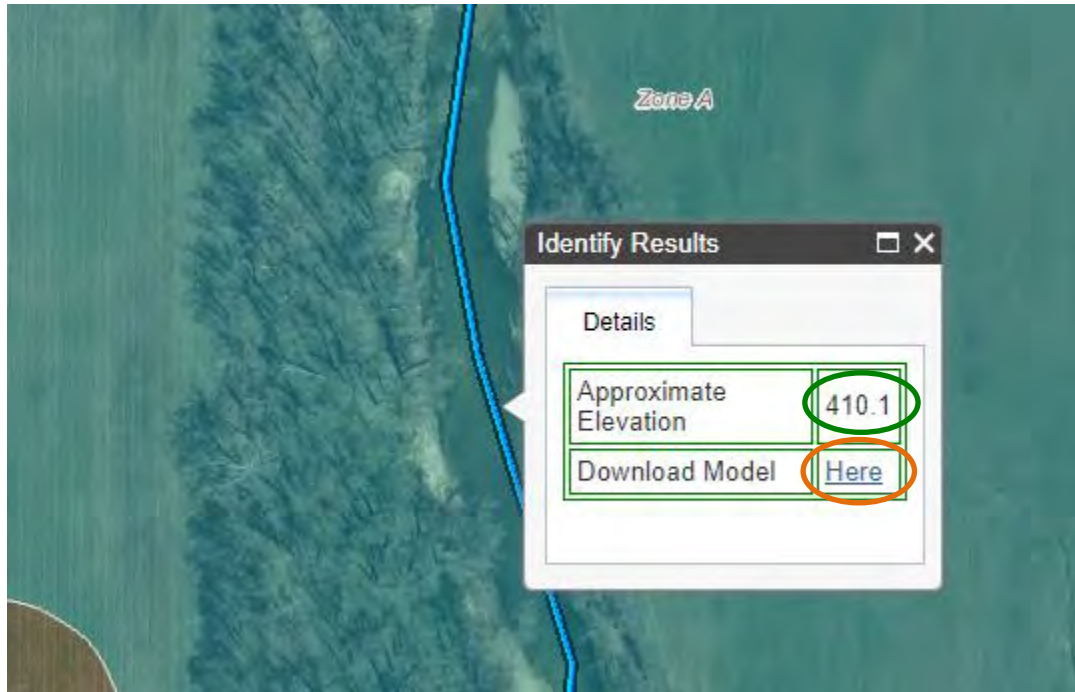 Zone A
Identify Results
Details
Approximate
Elevation
410.1
Download Model
Here